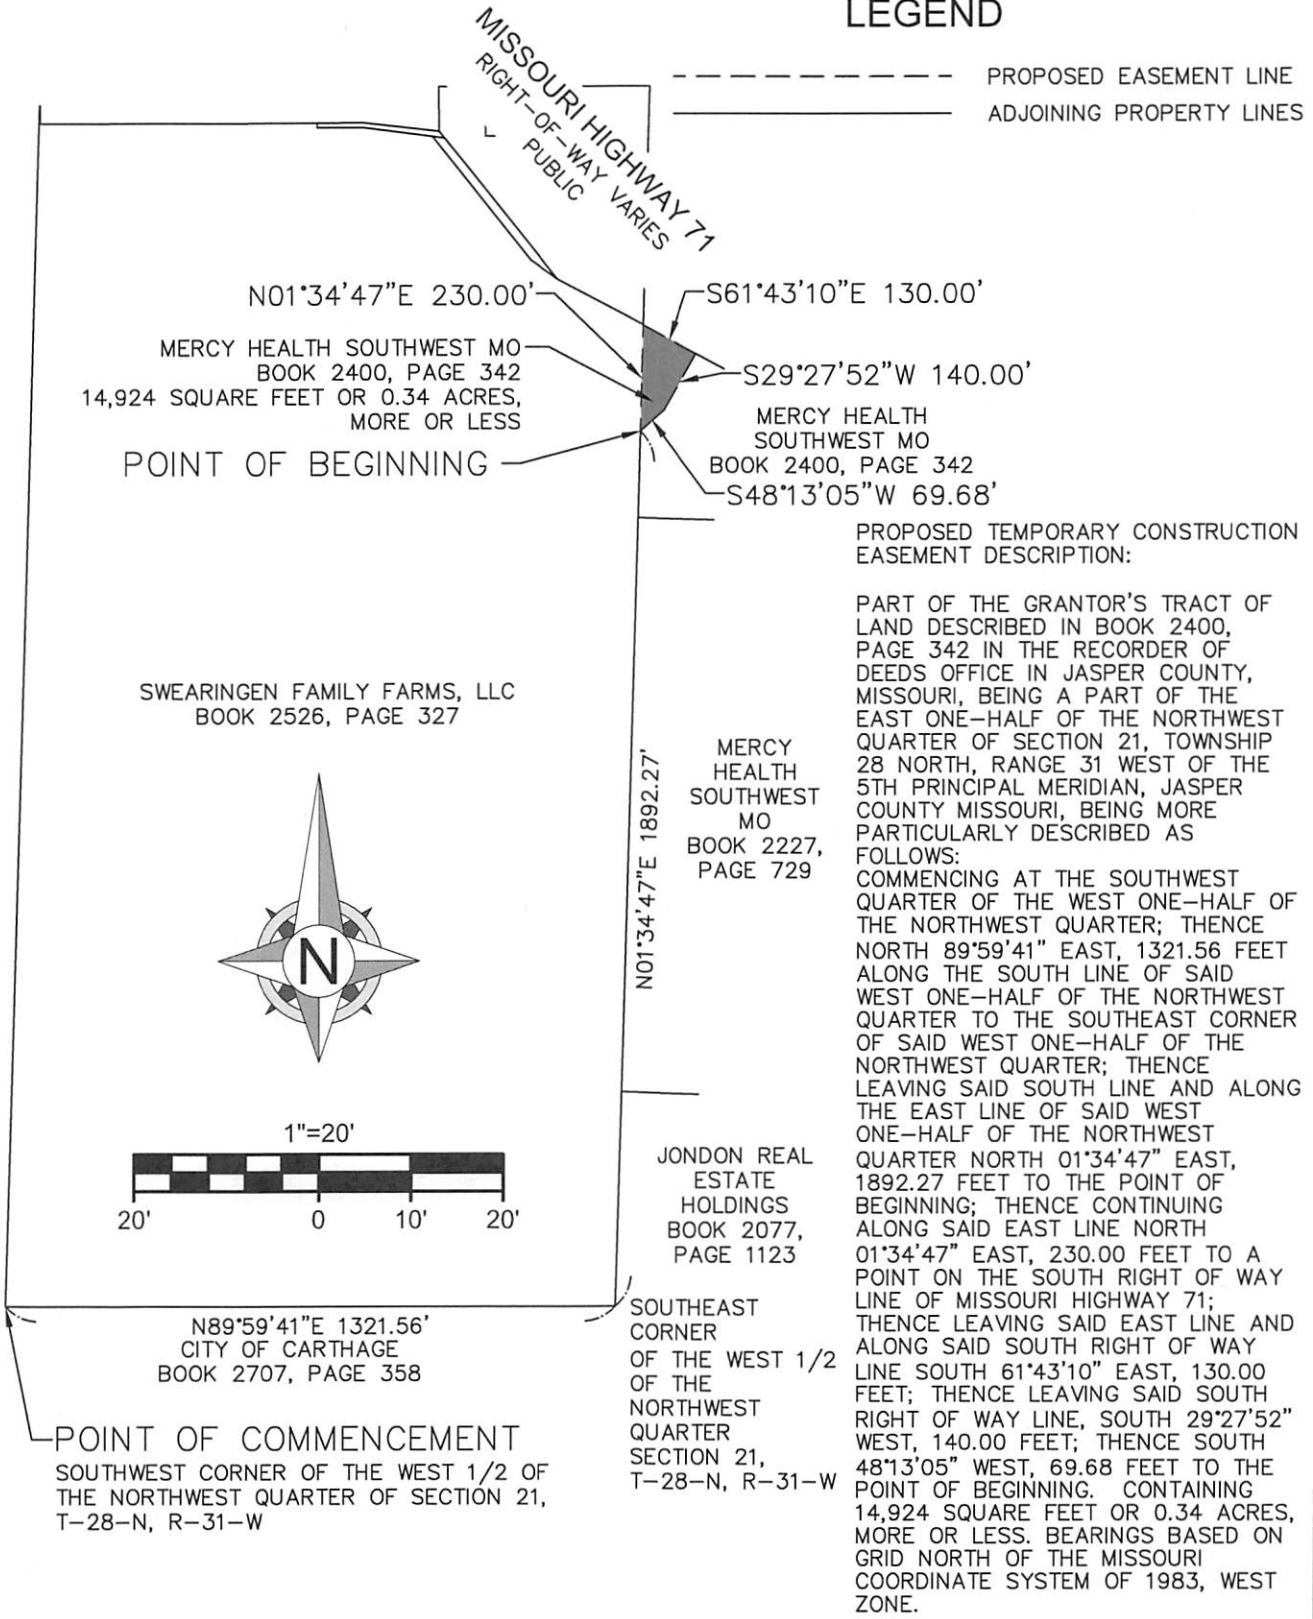 LEGEND
PROPOSED EASEMENT LINE
ADJOINING PROPERTY LINES
MISSOURI HIGHWAY 71
RIGHT-OF-WAY VARIES
PUBLIC
N01°34'47"E 230.00'
S61°43'10"E 130.00'
MERCY HEALTH SOUTHWEST MO
BOOK 2400, PAGE 342
14,924 SQUARE FEET OR 0.34 ACRES,
MORE OR LESS
S29°27'52"W 140.00'
MERCY HEALTH
SOUTHWEST MO
BOOK 2400, PAGE 342
POINT OF BEGINNING
S48°13'05"W 69.68'
SWEARINGEN FAMILY FARMS, LLC
BOOK 2526, PAGE 327
N01°34'47"E 1892.27'
MERCY
HEALTH
SOUTHWEST
MO
BOOK 2227,
PAGE 729
N
1"=20'
20'
0
10'
20'
JONDON REAL
ESTATE
HOLDINGS
BOOK 2077,
PAGE 1123
N89°59'41"E 1321.56'
CITY OF CARTHAGE
BOOK 2707, PAGE 358
SOUTHEAST
CORNER
OF THE WEST 1/2
OF THE
NORTHWEST
QUARTER
SECTION 21,
T-28-N, R-31-W
POINT OF COMMENCEMENT
SOUTHWEST CORNER OF THE WEST 1/2 OF
THE NORTHWEST QUARTER OF SECTION 21,
T-28-N, R-31-W
PROPOSED TEMPORARY CONSTRUCTION
EASEMENT DESCRIPTION:
PART OF THE GRANTOR'S TRACT OF
LAND DESCRIBED IN BOOK 2400,
PAGE 342 IN THE RECORDER OF
DEEDS OFFICE IN JASPER COUNTY,
MISSOURI, BEING A PART OF THE
EAST ONE-HALF OF THE NORTHWEST
QUARTER OF SECTION 21, TOWNSHIP
28 NORTH, RANGE 31 WEST OF THE
5TH PRINCIPAL MERIDIAN, JASPER
COUNTY MISSOURI, BEING MORE
PARTICULARLY DESCRIBED AS
FOLLOWS:
COMMENCING AT THE SOUTHWEST
QUARTER OF THE WEST ONE-HALF OF
THE NORTHWEST QUARTER; THENCE
NORTH 89°59'41" EAST, 1321.56 FEET
ALONG THE SOUTH LINE OF SAID
WEST ONE-HALF OF THE NORTHWEST
QUARTER TO THE SOUTHEAST CORNER
OF SAID WEST ONE-HALF OF THE
NORTHWEST QUARTER; THENCE
LEAVING SAID SOUTH LINE AND ALONG
THE EAST LINE OF SAID WEST
ONE-HALF OF THE NORTHWEST
QUARTER NORTH 01°34'47" EAST,
1892.27 FEET TO THE POINT OF
BEGINNING; THENCE CONTINUING
ALONG SAID EAST LINE NORTH
01°34'47" EAST, 230.00 FEET TO A
POINT ON THE SOUTH RIGHT OF WAY
LINE OF MISSOURI HIGHWAY 71;
THENCE LEAVING SAID EAST LINE AND
ALONG SAID SOUTH RIGHT OF WAY
LINE SOUTH 61°43'10" EAST, 130.00
FEET; THENCE LEAVING SAID SOUTH
RIGHT OF WAY LINE, SOUTH 29°27'52"
WEST, 140.00 FEET; THENCE SOUTH
48°13'05" WEST, 69.68 FEET TO THE
POINT OF BEGINNING. CONTAINING
14,924 SQUARE FEET OR 0.34 ACRES,
MORE OR LESS. BEARINGS BASED ON
GRID NORTH OF THE MISSOURI
COORDINATE SYSTEM OF 1983, WEST
ZONE.